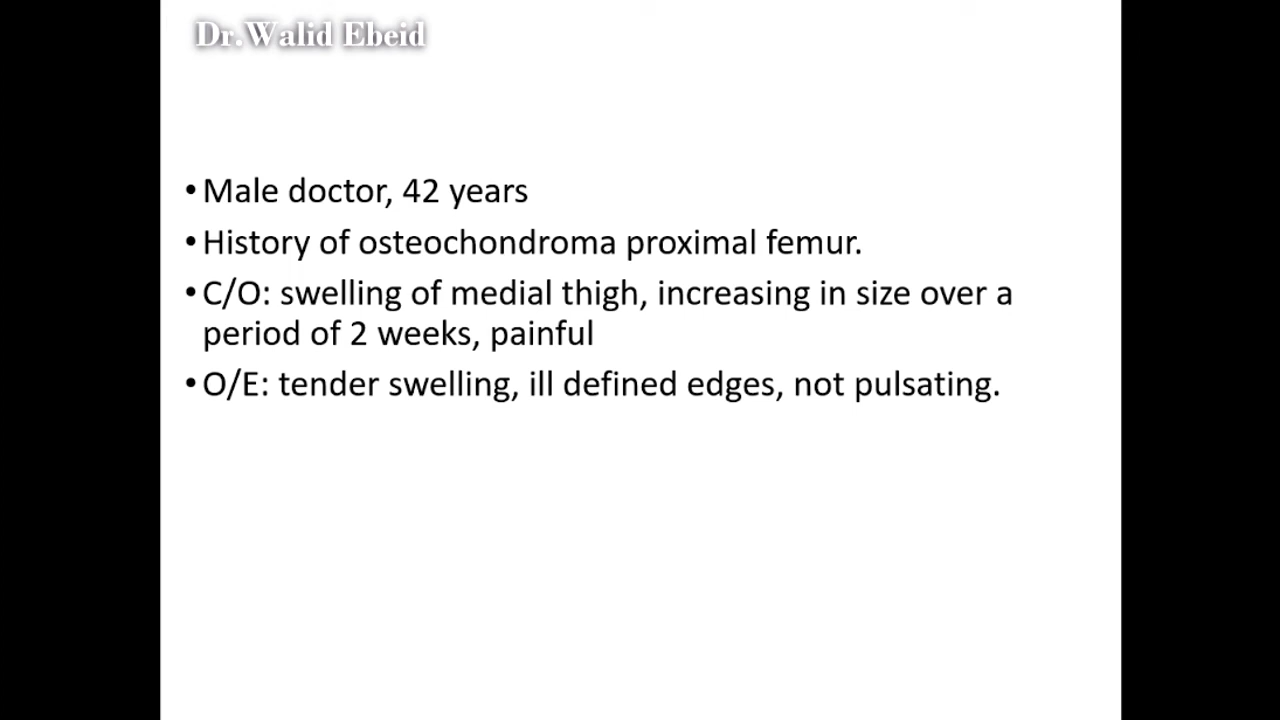 Dr.Walid Ebeid
• Male doctor, 42 years
• History of osteochondroma proximal femur.
• C/O: swelling of medial thigh, increasing in size over a
period of 2 weeks, painful
• O/E: tender swelling, ill defined edges, not pulsating.